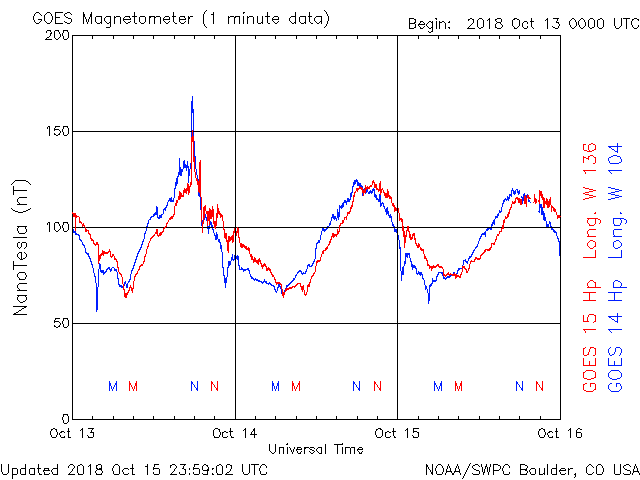 GOES Magnetometer (1 minute data)
Begin: 2018 Oct 13 0000 UTC
200
150
100
50
0
NanoTesla (nT)
M M N N M M N N M M N N
Oct 13 Oct 14 Oct 15 Oct 16
Universal Time
GOES 15 Hp Long. W 136
GOES 14 Hp Long. W 104
Updated 2018 Oct 15 23:59:02 UTC
NOAA/SWPC Boulder, CO USA